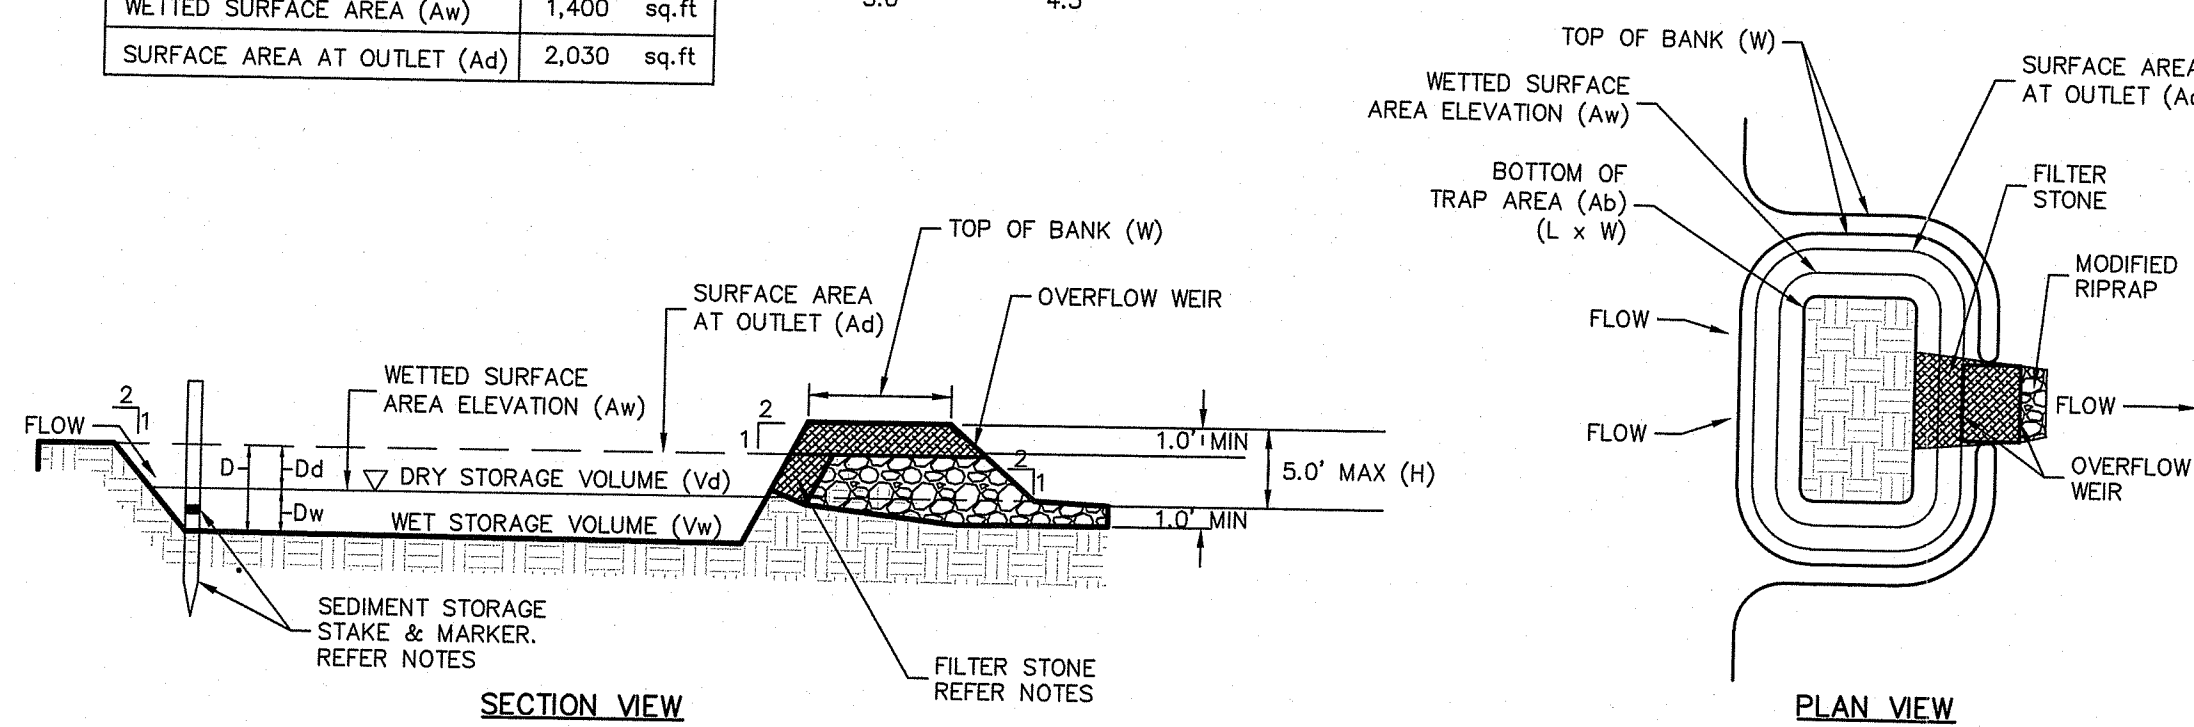 WETTED SURFACE AREA (Aw) 1,400 sq.ft
SURFACE AREA AT OUTLET (Ad) 2,030 sq.ft
TOP OF BANK (W)
SURFACE AREA
AT OUTLET (Ad)
OVERFLOW WEIR
WETTED SURFACE
AREA ELEVATION (Aw)
2
1
FLOW
D
Dd
Dw
DRY STORAGE VOLUME (Vd)
WET STORAGE VOLUME (Vw)
2
1
2
1
1.0' MIN
5.0' MAX (H)
1.0' MIN
SEDIMENT STORAGE
STAKE & MARKER.
REFER NOTES
FILTER STONE
REFER NOTES
SECTION VIEW
TOP OF BANK (W)
WETTED SURFACE
AREA ELEVATION (Aw)
BOTTOM OF
TRAP AREA (Ab)
(L x W)
SURFACE AREA
AT OUTLET
FILTER
STONE
MODIFIED
RIPRAP
FLOW
FLOW
FLOW
OVERFLOW
WEIR
PLAN VIEW